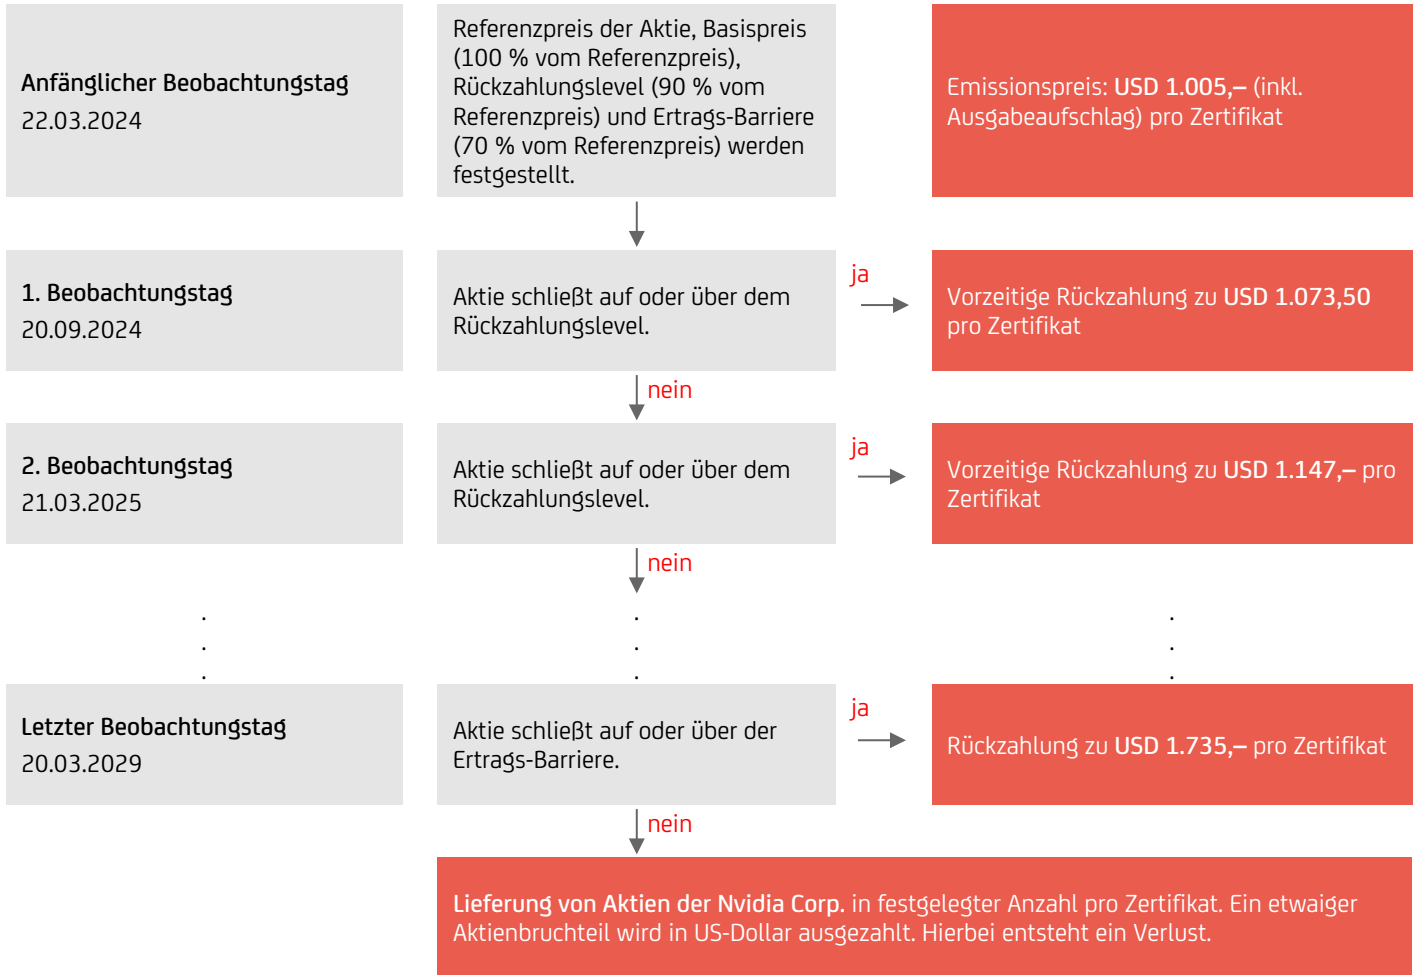 Anfänglicher Beobachtungstag
22.03.2024
Referenzpreis der Aktie, Basispreis
(100 % vom Referenzpreis),
Rückzahlungslevel (90 % vom
Referenzpreis) und Ertrags-Barriere
(70 % vom Referenzpreis) werden
festgestellt.
Emissionspreis: USD 1.005,– (inkl.
Ausgabeaufschlag) pro Zertifikat
1. Beobachtungstag
20.09.2024
Aktie schließt auf oder über dem
Rückzahlungslevel.
ja
Vorzeitige Rückzahlung zu USD 1.073,50
pro Zertifikat
nein
2. Beobachtungstag
21.03.2025
Aktie schließt auf oder über dem
Rückzahlungslevel.
ja
Vorzeitige Rückzahlung zu USD 1.147,– pro
Zertifikat
nein
. . .
. . .
. . .
Letzter Beobachtungstag
20.03.2029
Aktie schließt auf oder über der
Ertrags-Barriere.
ja
Rückzahlung zu USD 1.735,– pro Zertifikat
nein
Lieferung von Aktien der Nvidia Corp. in festgelegter Anzahl pro Zertifikat. Ein etwaiger
Aktienbruchteil wird in US-Dollar ausgezahlt. Hierbei entsteht ein Verlust.